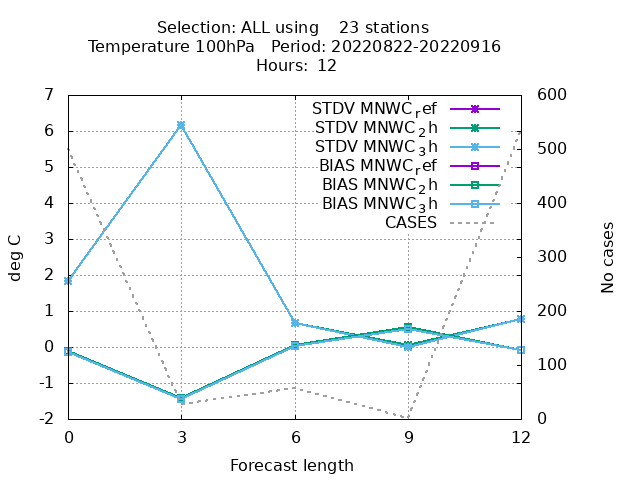 Selection: ALL using    23 stations
Temperature 100hPa   Period: 20220822-20220916
Hours: 12
7
6
5
4
3
2
1
0
-1
-2
600
500
400
300
200
100
0
deg C
No cases
STDV MNWC_ref
STDV MNWC_2h
STDV MNWC_3h
BIAS MNWC_ref
BIAS MNWC_2h
BIAS MNWC_3h
CASES
0 3 6 9 12
Forecast length